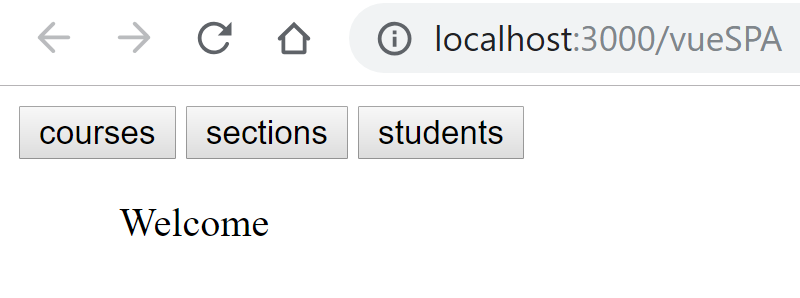 localhost:3000/vueSPA
courses sections students
Welcome